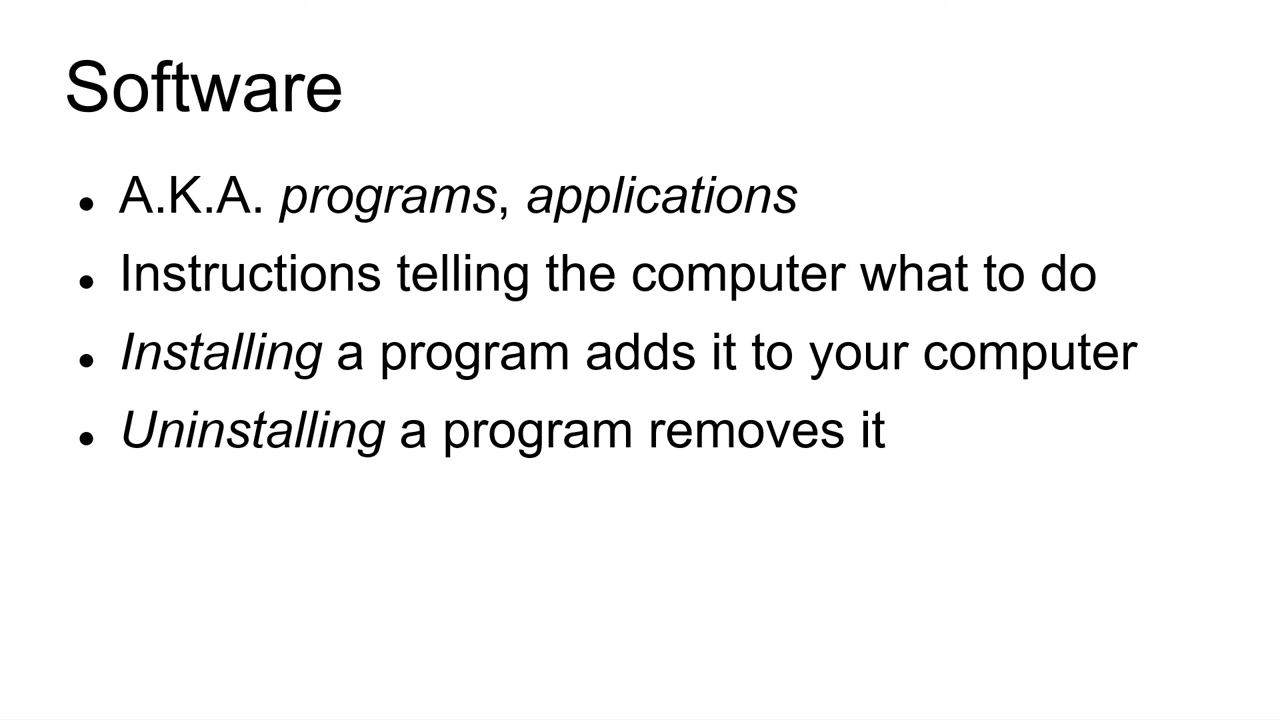 Software
● A.K.A. programs, applications
● Instructions telling the computer what to do
● Installing a program adds it to your computer
● Uninstalling a program removes it